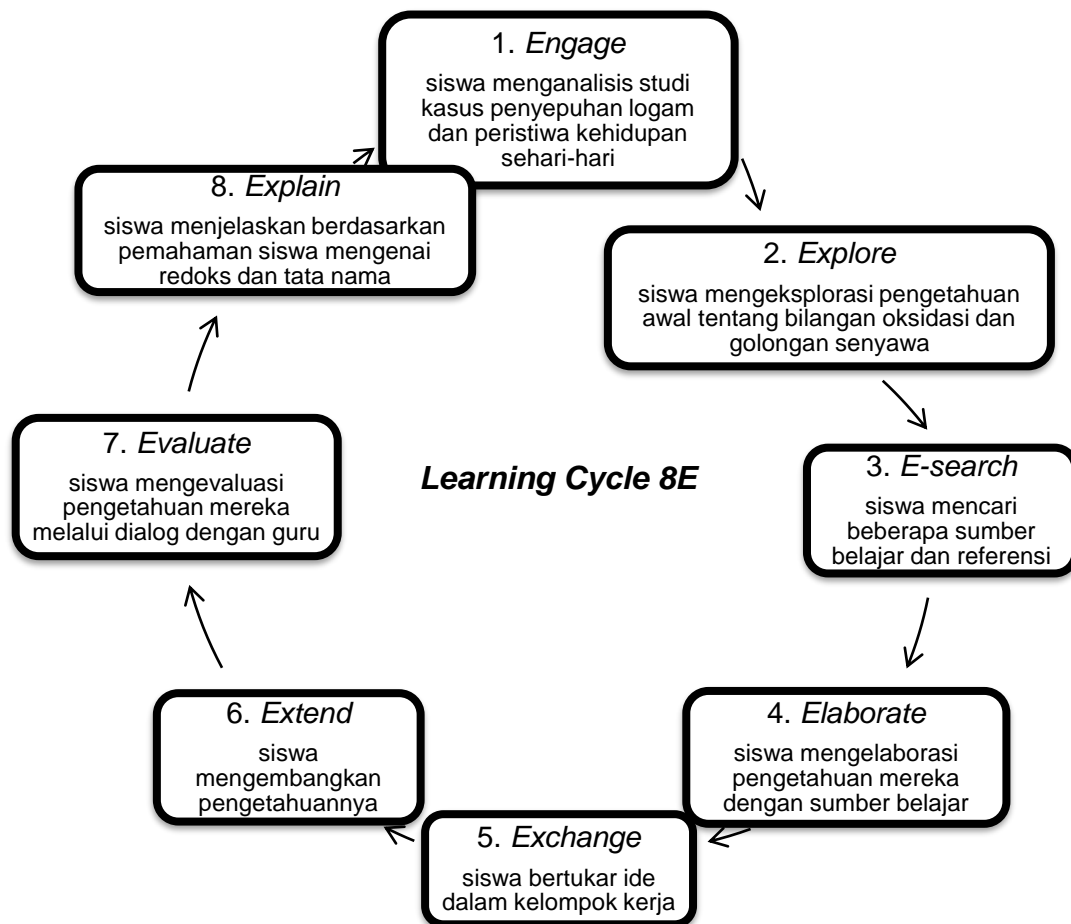 1. Engage
siswa menganalisis studi
kasus penyepuhan logam
dan peristiwa kehidupan
sehari-hari
2. Explore
siswa mengeksplorasi pengetahuan
awal tentang bilangan oksidasi dan
golongan senyawa
3. E-search
siswa mencari
beberapa sumber
belajar dan referensi
4. Elaborate
siswa mengelaborasi
pengetahuan mereka
dengan sumber belajar
5. Exchange
siswa bertukar ide
dalam kelompok kerja
6. Extend
siswa
mengembangkan
pengetahuannya
7. Evaluate
siswa mengevaluasi
pengetahuan mereka
melalui dialog dengan guru
8. Explain
siswa menjelaskan berdasarkan
pemahaman siswa mengenai
redoks dan tata nama
Learning Cycle 8E